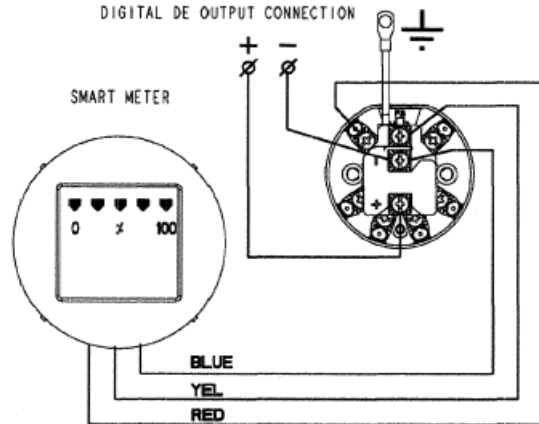 DIGITAL DE OUTPUT CONNECTION
+ −
SMART METER
−
+
0 % 100
BLUE
YEL
RED